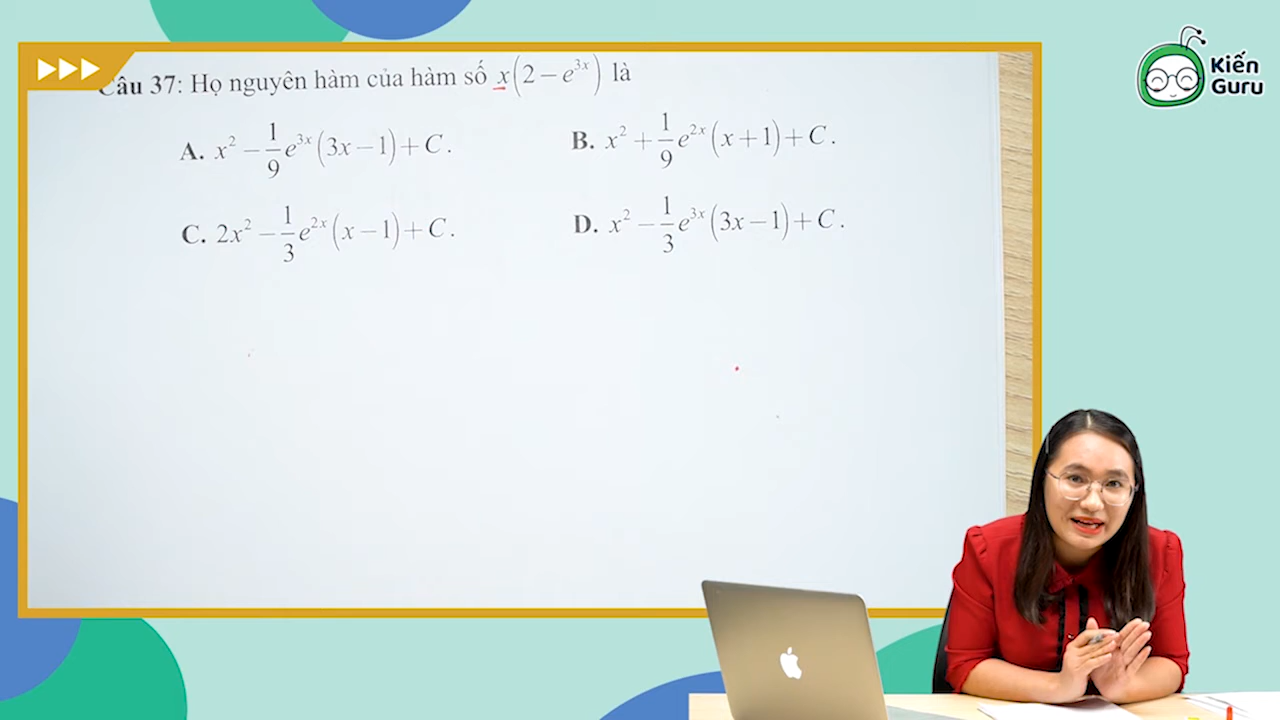 Câu 37: Họ nguyên hàm của hàm số x(2 − e^{3x}) là
A. x² − 1/9 e^{3x}(3x − 1) + C.
B. x² + 1/9 e^{2x}(x + 1) + C.
C. 2x² − 1/3 e^{2x}(x − 1) + C.
D. x² − 1/3 e^{3x}(3x − 1) + C.
Kiến
Guru